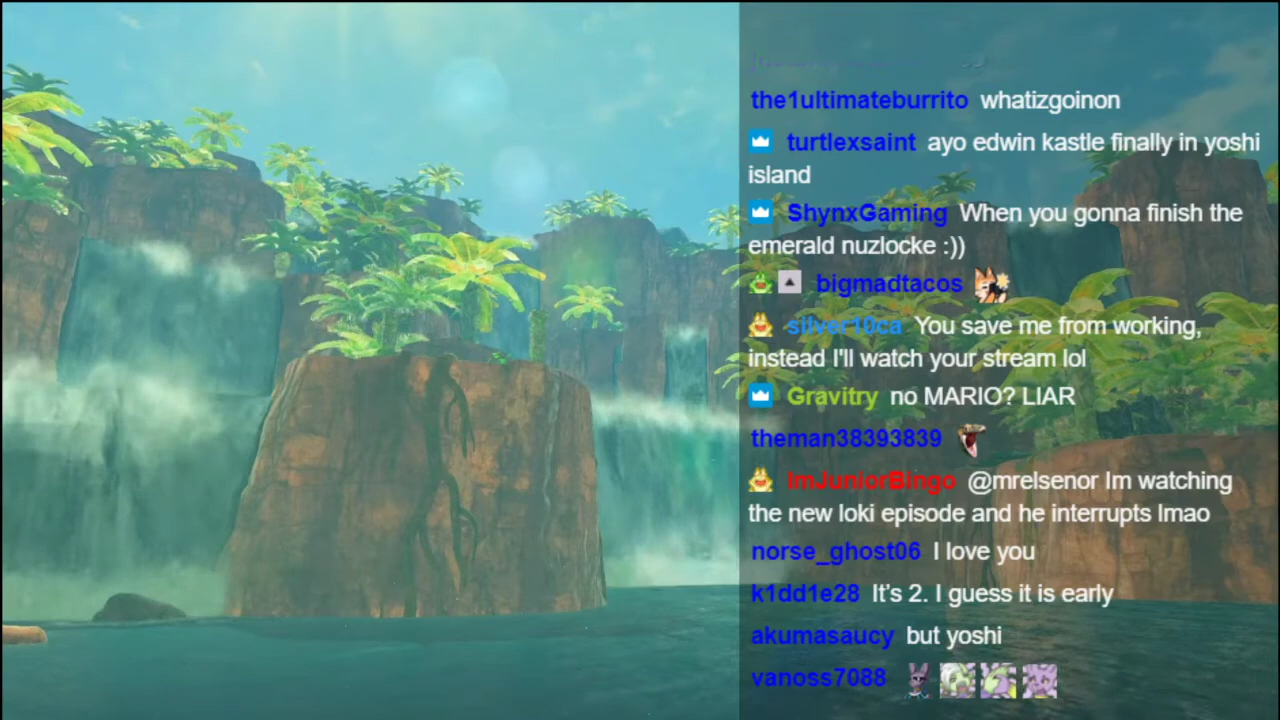 the1ultimateburrito whatizgoinon
turtlexsaint ayo edwin kastle finally in yoshi
island
ShynxGaming When you gonna finish the
emerald nuzlocke :))
bigmadtacos
silver10ca You save me from working,
instead I'll watch your stream lol
Gravitry no MARIO? LIAR
theman38393839
ImJuniorBingo @mrelsenor Im watching
the new loki episode and he interrupts lmao
norse_ghost06 I love you
k1dd1e28 It's 2. I guess it is early
akumasaucy but yoshi
vanoss7088